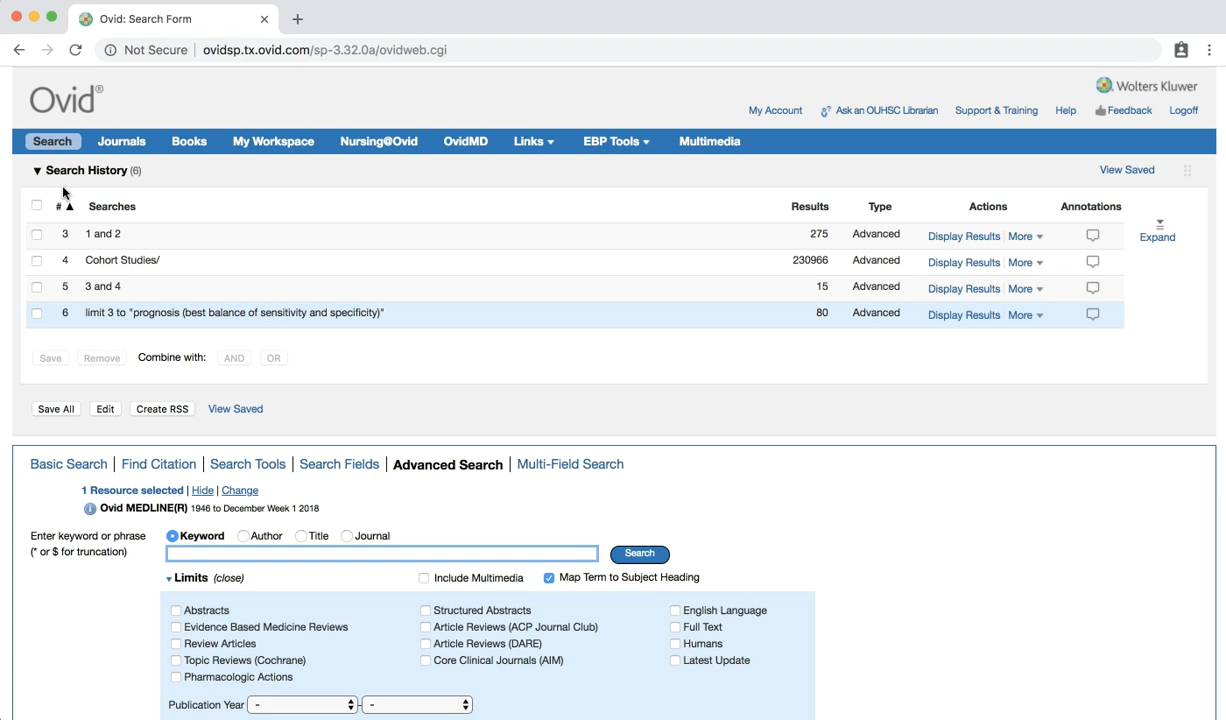 Ovid: Search Form
Not Secure ovidsp.tx.ovid.com/sp-3.32.0a/ovidweb.cgi
Ovid®
Wolters Kluwer
My Account Ask an OUHSC Librarian Support & Training Help Feedback Logoff
Search Journals Books My Workspace Nursing@Ovid OvidMD Links EBP Tools Multimedia
▼ Search History (6) View Saved
# ▲ Searches Results Type Actions Annotations
3 1 and 2 275 Advanced Display Results More
Expand
4 Cohort Studies/ 230966 Advanced Display Results More
5 3 and 4 15 Advanced Display Results More
6 limit 3 to "prognosis (best balance of sensitivity and specificity)" 80 Advanced Display Results More
Save Remove Combine with: AND OR
Save All Edit Create RSS View Saved
Basic Search | Find Citation | Search Tools | Search Fields | Advanced Search | Multi-Field Search
1 Resource selected | Hide | Change
Ovid MEDLINE(R) 1946 to December Week 1 2018
Enter keyword or phrase Keyword Author Title Journal
(* or $ for truncation) Search
Limits (close) Include Multimedia Map Term to Subject Heading
Abstracts Structured Abstracts English Language
Evidence Based Medicine Reviews Article Reviews (ACP Journal Club) Full Text
Review Articles Article Reviews (DARE) Humans
Topic Reviews (Cochrane) Core Clinical Journals (AIM) Latest Update
Pharmacologic Actions
Publication Year - - -